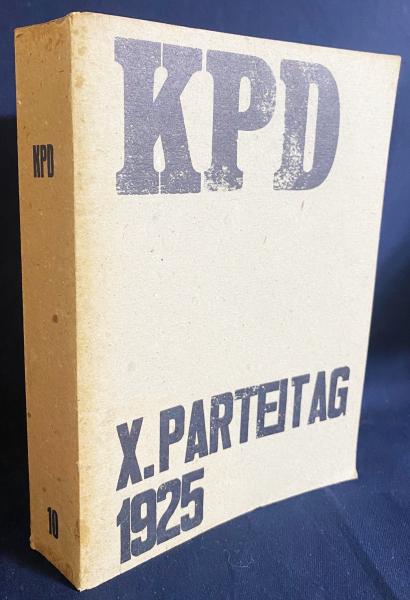 KPD
X. PARTEITAG
1925
KPD
10